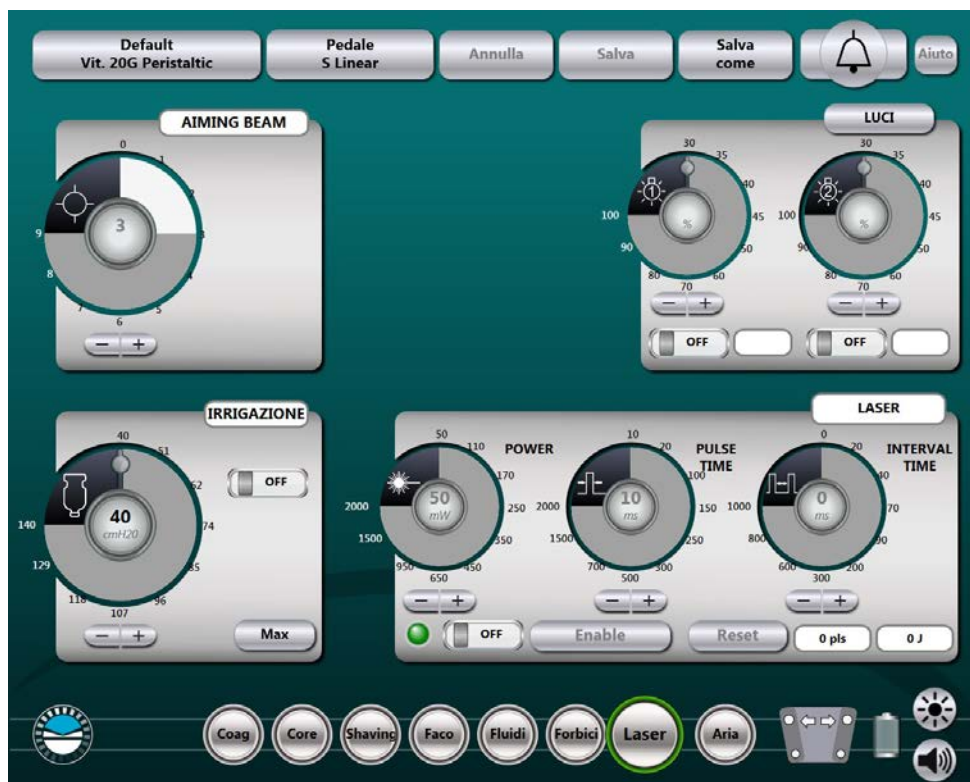 Default
Vit. 20G Peristaltic
Pedale
S Linear
Annulla
Salva
Salva
come
Aiuto
AIMING BEAM
0
1
2
3
4
5
6
7
8
9
3
LUCI
30
35
40
45
50
60
70
80
90
100
1
%
30
35
40
45
50
60
70
80
90
100
2
%
OFF
OFF
IRRIGAZIONE
40
51
62
74
85
96
107
118
129
140
40
cmH20
OFF
Max
LASER
POWER
50
110
170
250
350
450
650
950
1500
2000
50
mW
PULSE
TIME
10
20
100
150
250
300
500
700
1500
2000
10
ms
INTERVAL
TIME
0
20
40
70
90
200
300
600
800
1000
0
ms
OFF
Enable
Reset
0 pls
0 J
Coag
Core
Shaving
Faco
Fluidi
Forbici
Laser
Aria